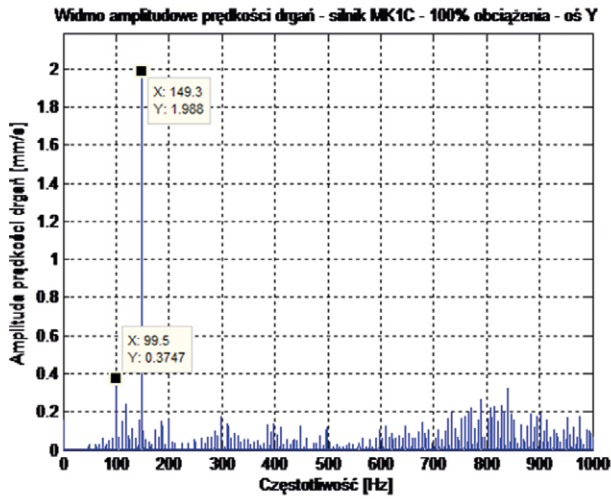 Widmo amplitudowe prędkości drgań - silnik MK1C - 100% obciążenia - oś Y
Amplituda prędkości drgań [mm/s]
2
1.8
1.6
1.4
1.2
1
0.8
0.6
0.4
0.2
0
X: 149.3
Y: 1.988
X: 99.5
Y: 0.3747
0 100 200 300 400 500 600 700 800 900 1000
Częstotliwość [Hz]